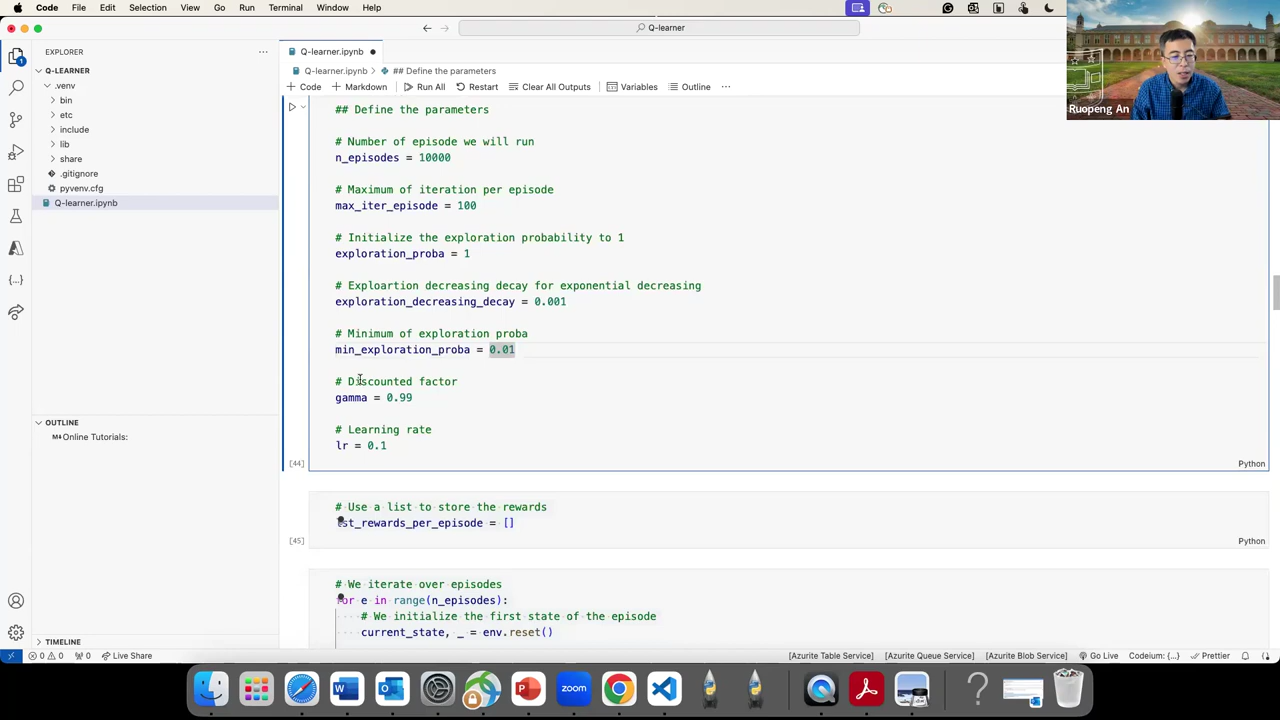 Code File Edit Selection View Go Run Terminal Window Help
Q-learner
EXPLORER
Q-learner.ipynb
Q-LEARNER
Q-learner.ipynb > ## Define the parameters
.venv
Code Markdown Run All Restart Clear All Outputs Variables Outline
bin
etc
include
lib
share
.gitignore
pyvenv.cfg
Q-learner.ipynb
Ruopeng An
## Define the parameters
# Number of episode we will run
n_episodes = 10000
# Maximum of iteration per episode
max_iter_episode = 100
# Initialize the exploration probability to 1
exploration_proba = 1
# Exploartion decreasing decay for exponential decreasing
exploration_decreasing_decay = 0.001
# Minimum of exploration proba
min_exploration_proba = 0.01
# Discounted factor
gamma = 0.99
# Learning rate
lr = 0.1
[44] Python
# Use a list to store the rewards
lst_rewards_per_episode = []
[45] Python
# We iterate over episodes
for e in range(n_episodes):
# We initialize the first state of the episode
current_state, _ = env.reset()
OUTLINE
Online Tutorials:
TIMELINE
0 0 0 Live Share [Azurite Table Service] [Azurite Queue Service] [Azurite Blob Service] Go Live Codeium: {...} Prettier
zoom